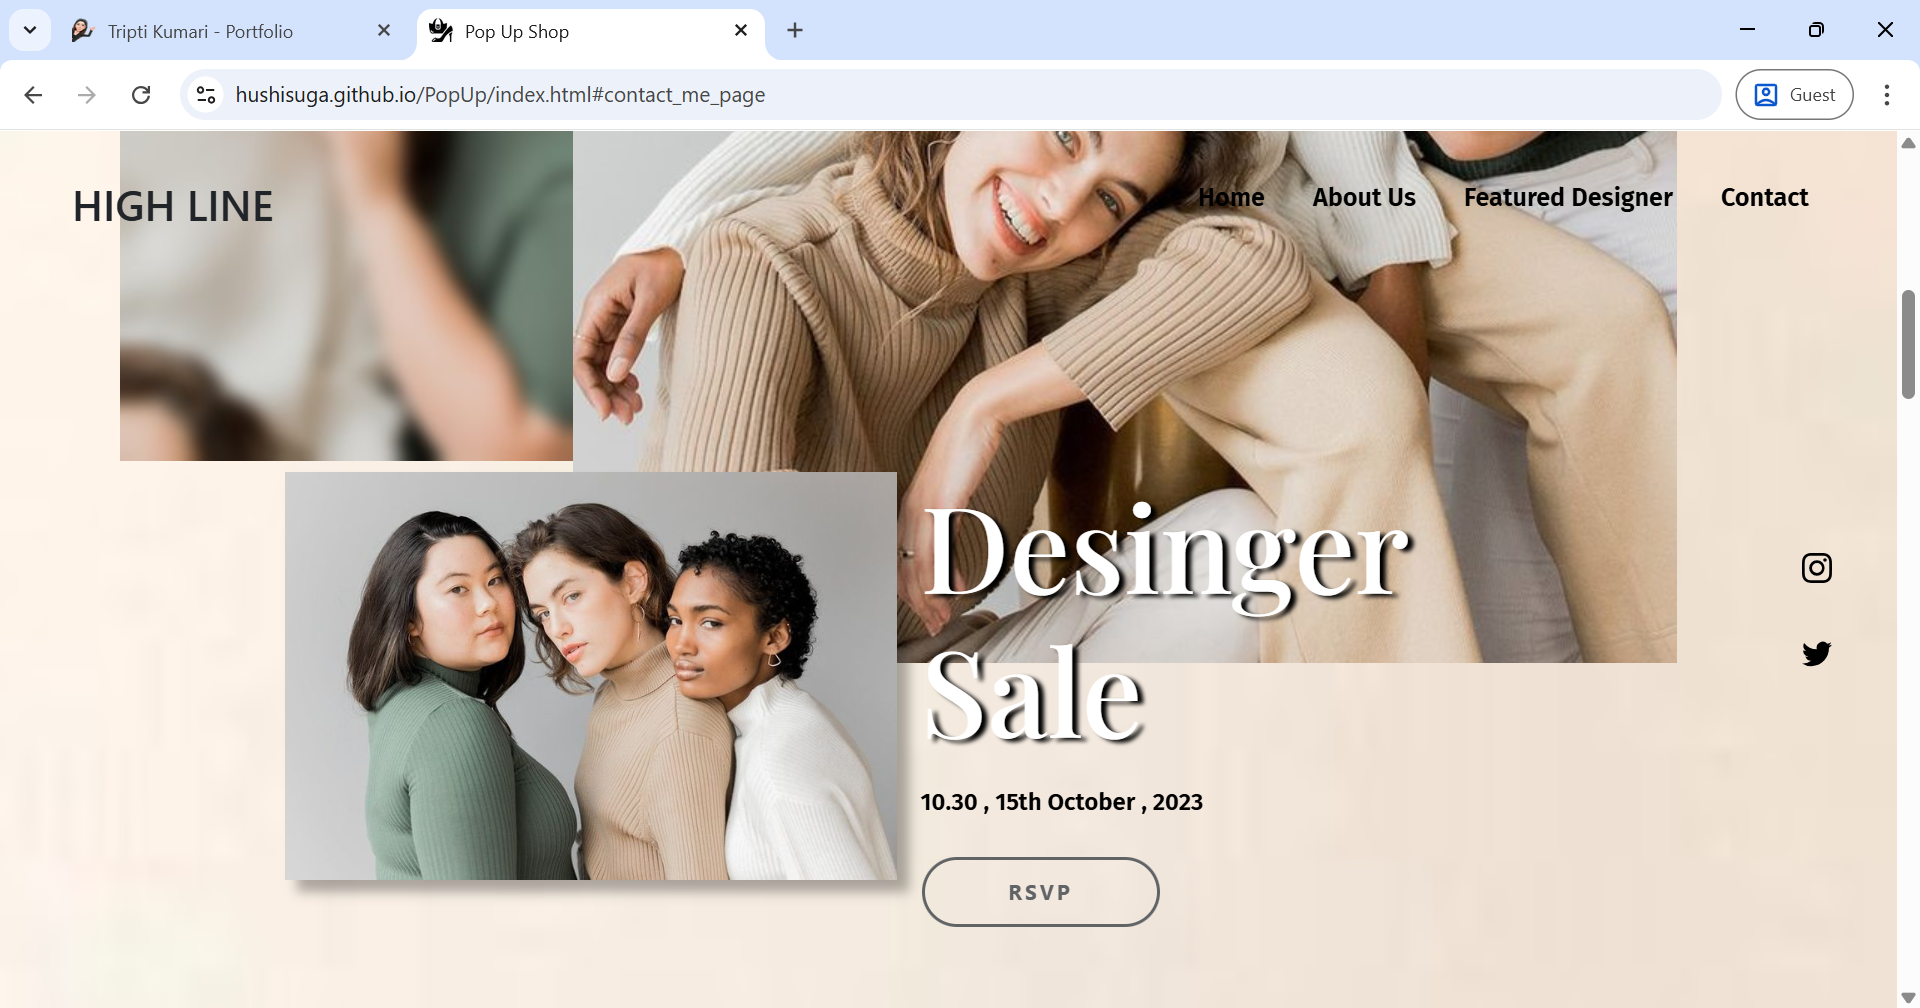 Tripti Kumari - Portfolio
Pop Up Shop
hushisuga.github.io/PopUp/index.html#contact_me_page
Guest
HIGH LINE
Home
About Us
Featured Designer
Contact
Desinger
Sale
10.30 , 15th October , 2023
RSVP